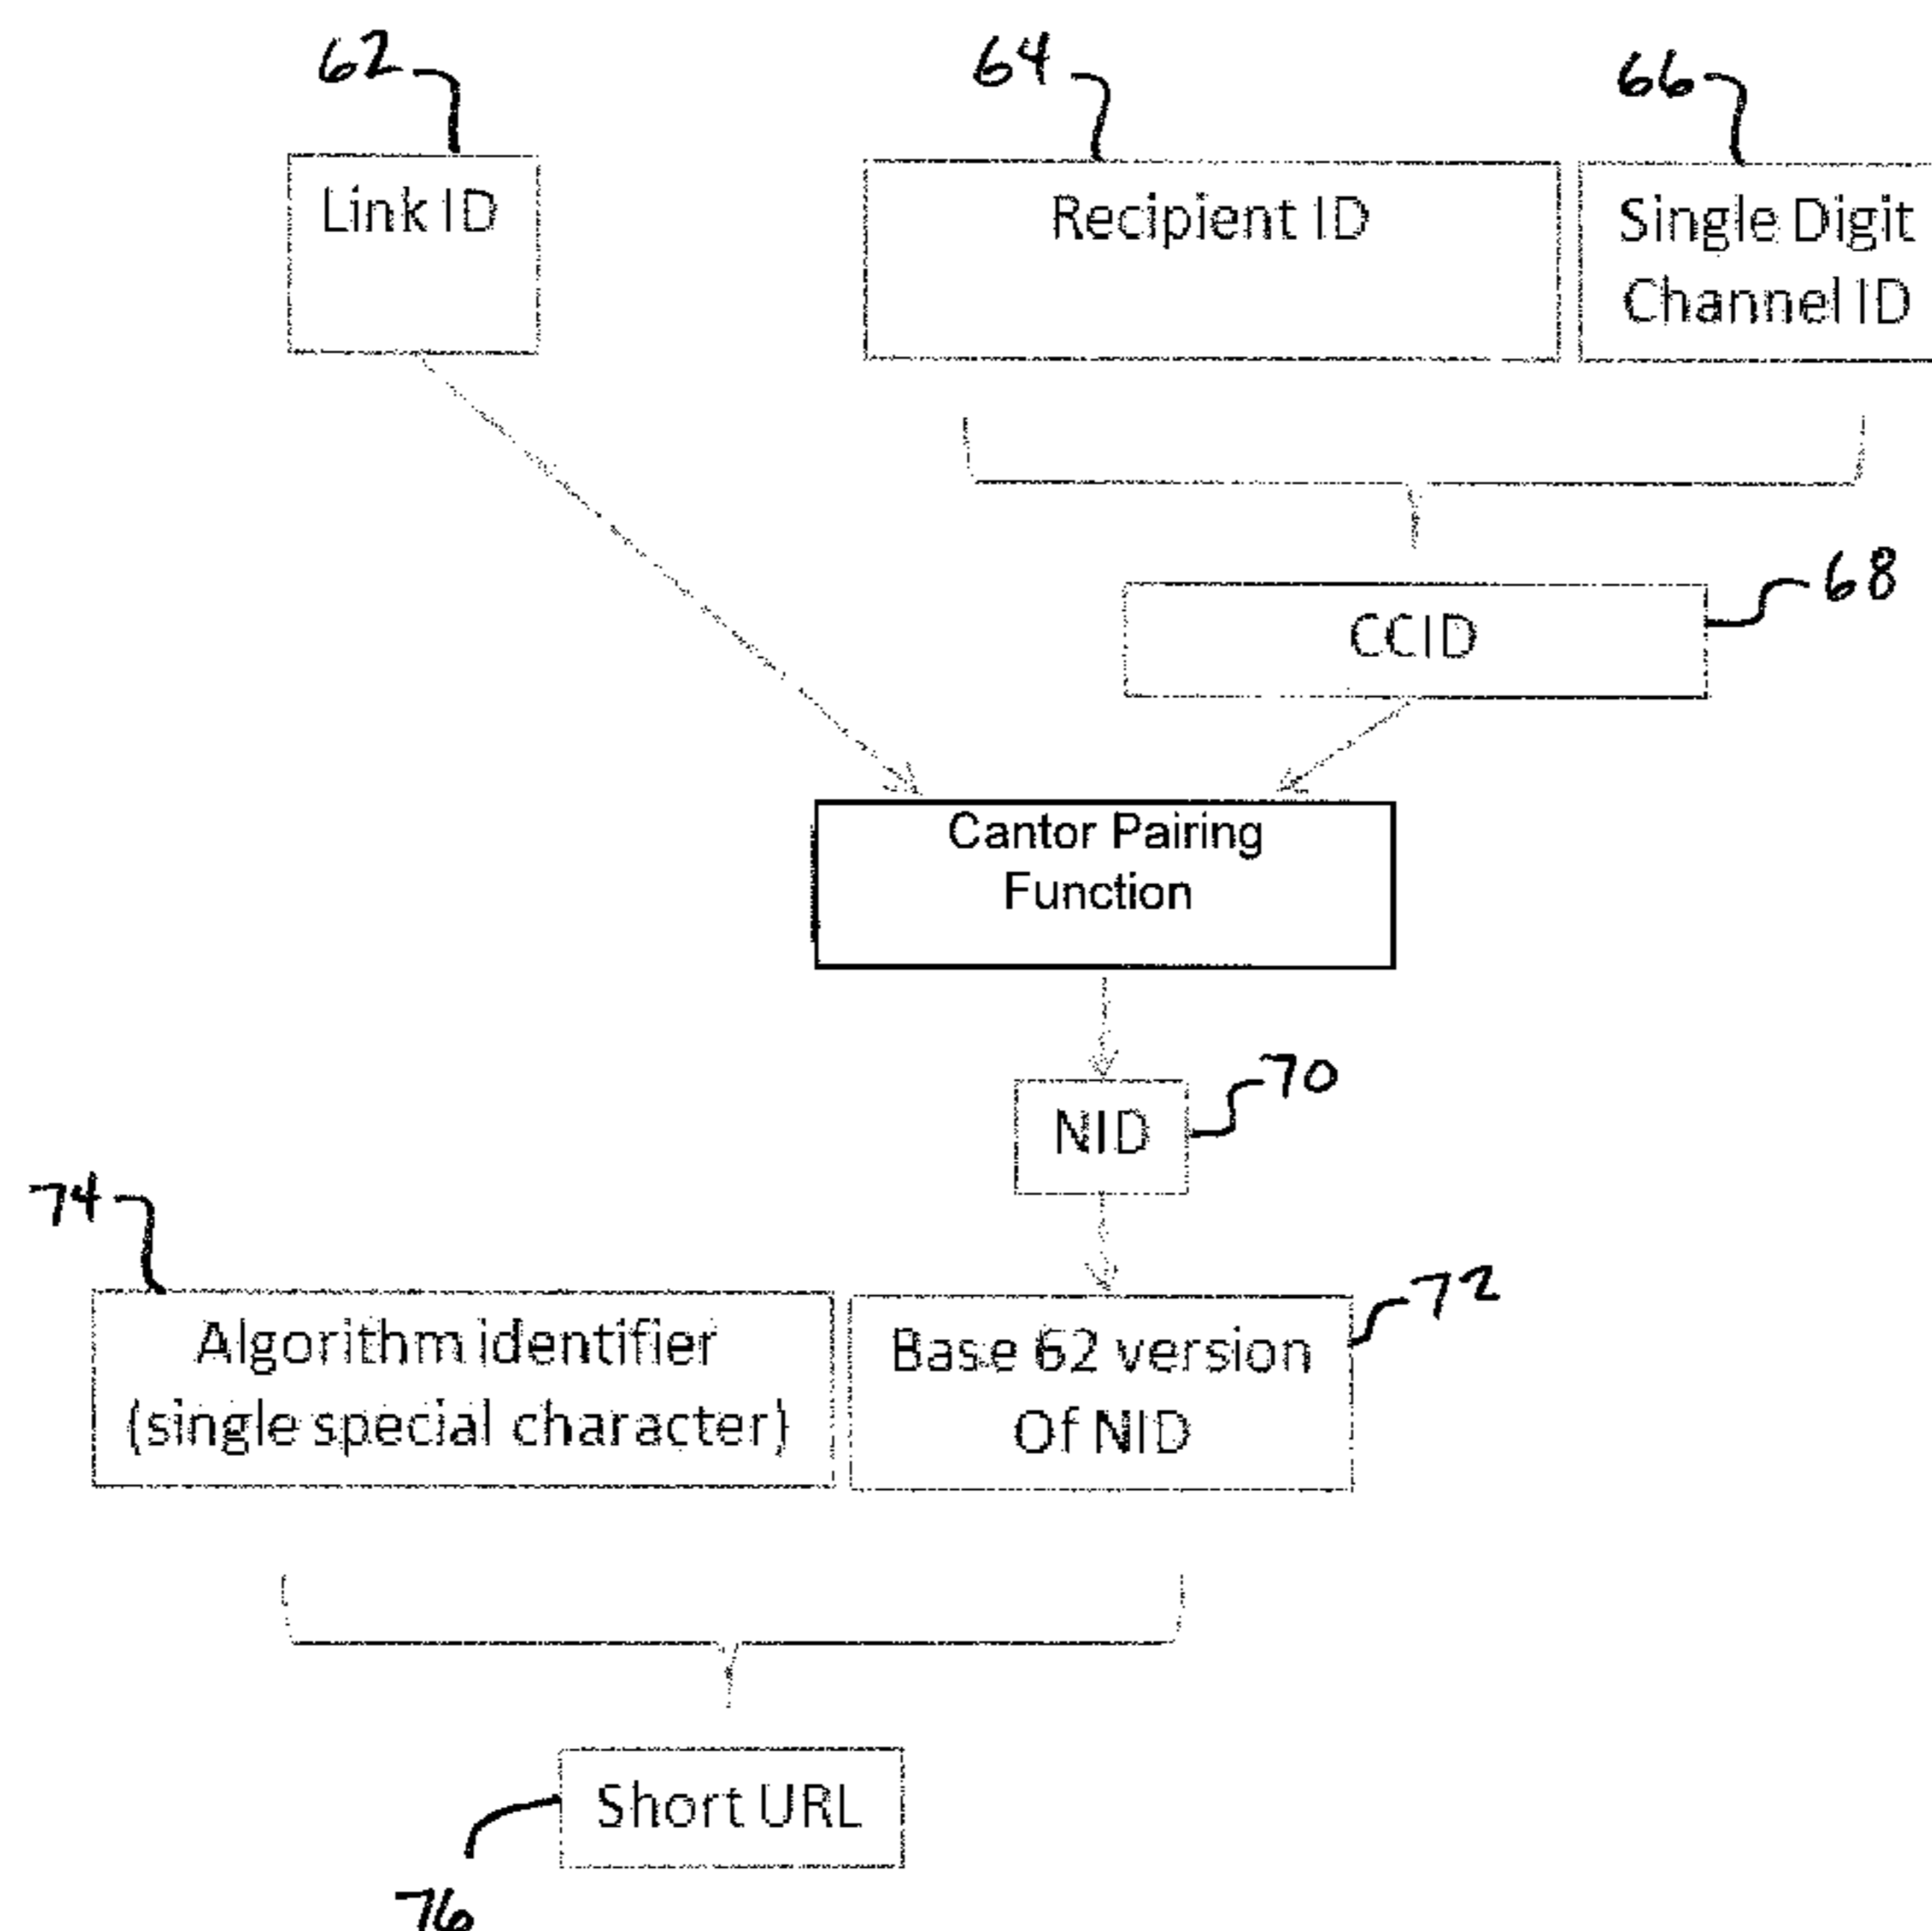 62
64
66
Link ID
Recipient ID
Single Digit
Channel ID
68
CCID
Cantor Pairing
Function
70
NID
74
72
Algorithm identifier
(single special character)
Base 62 version
Of NID
Short URL
76